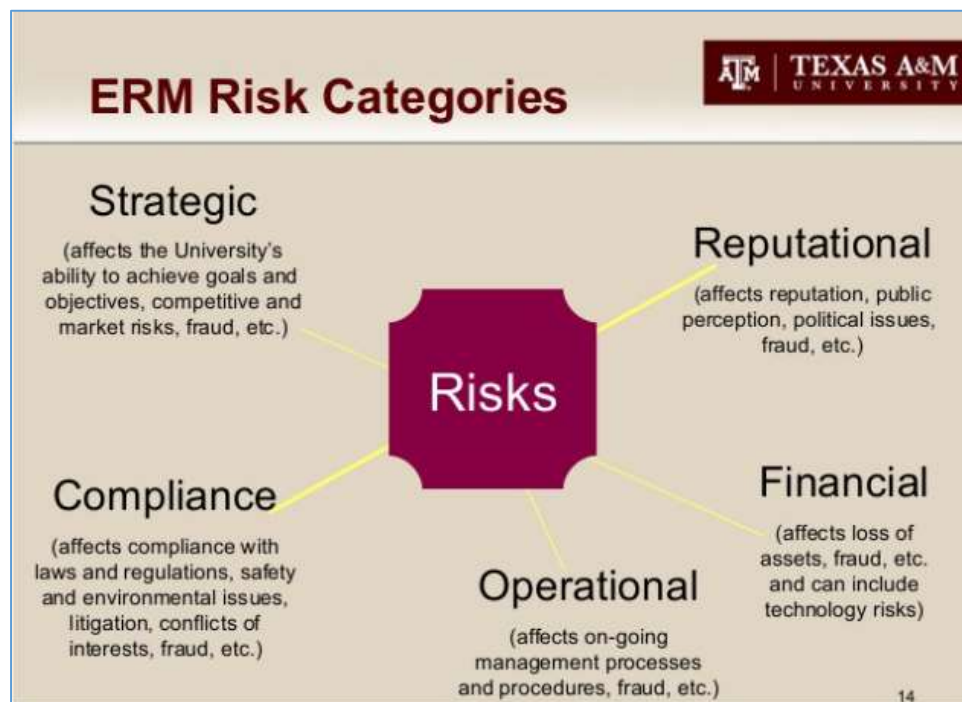 ERM Risk Categories
ĀM | TEXAS A&M
UNIVERSITY
Strategic
(affects the University's
ability to achieve goals and
objectives, competitive and
market risks, fraud, etc.)
Reputational
(affects reputation, public
perception, political issues,
fraud, etc.)
Risks
Compliance
(affects compliance with
laws and regulations, safety
and environmental issues,
litigation, conflicts of
interests, fraud, etc.)
Financial
(affects loss of
assets, fraud, etc.
and can include
technology risks)
Operational
(affects on-going
management processes
and procedures, fraud, etc.)
14